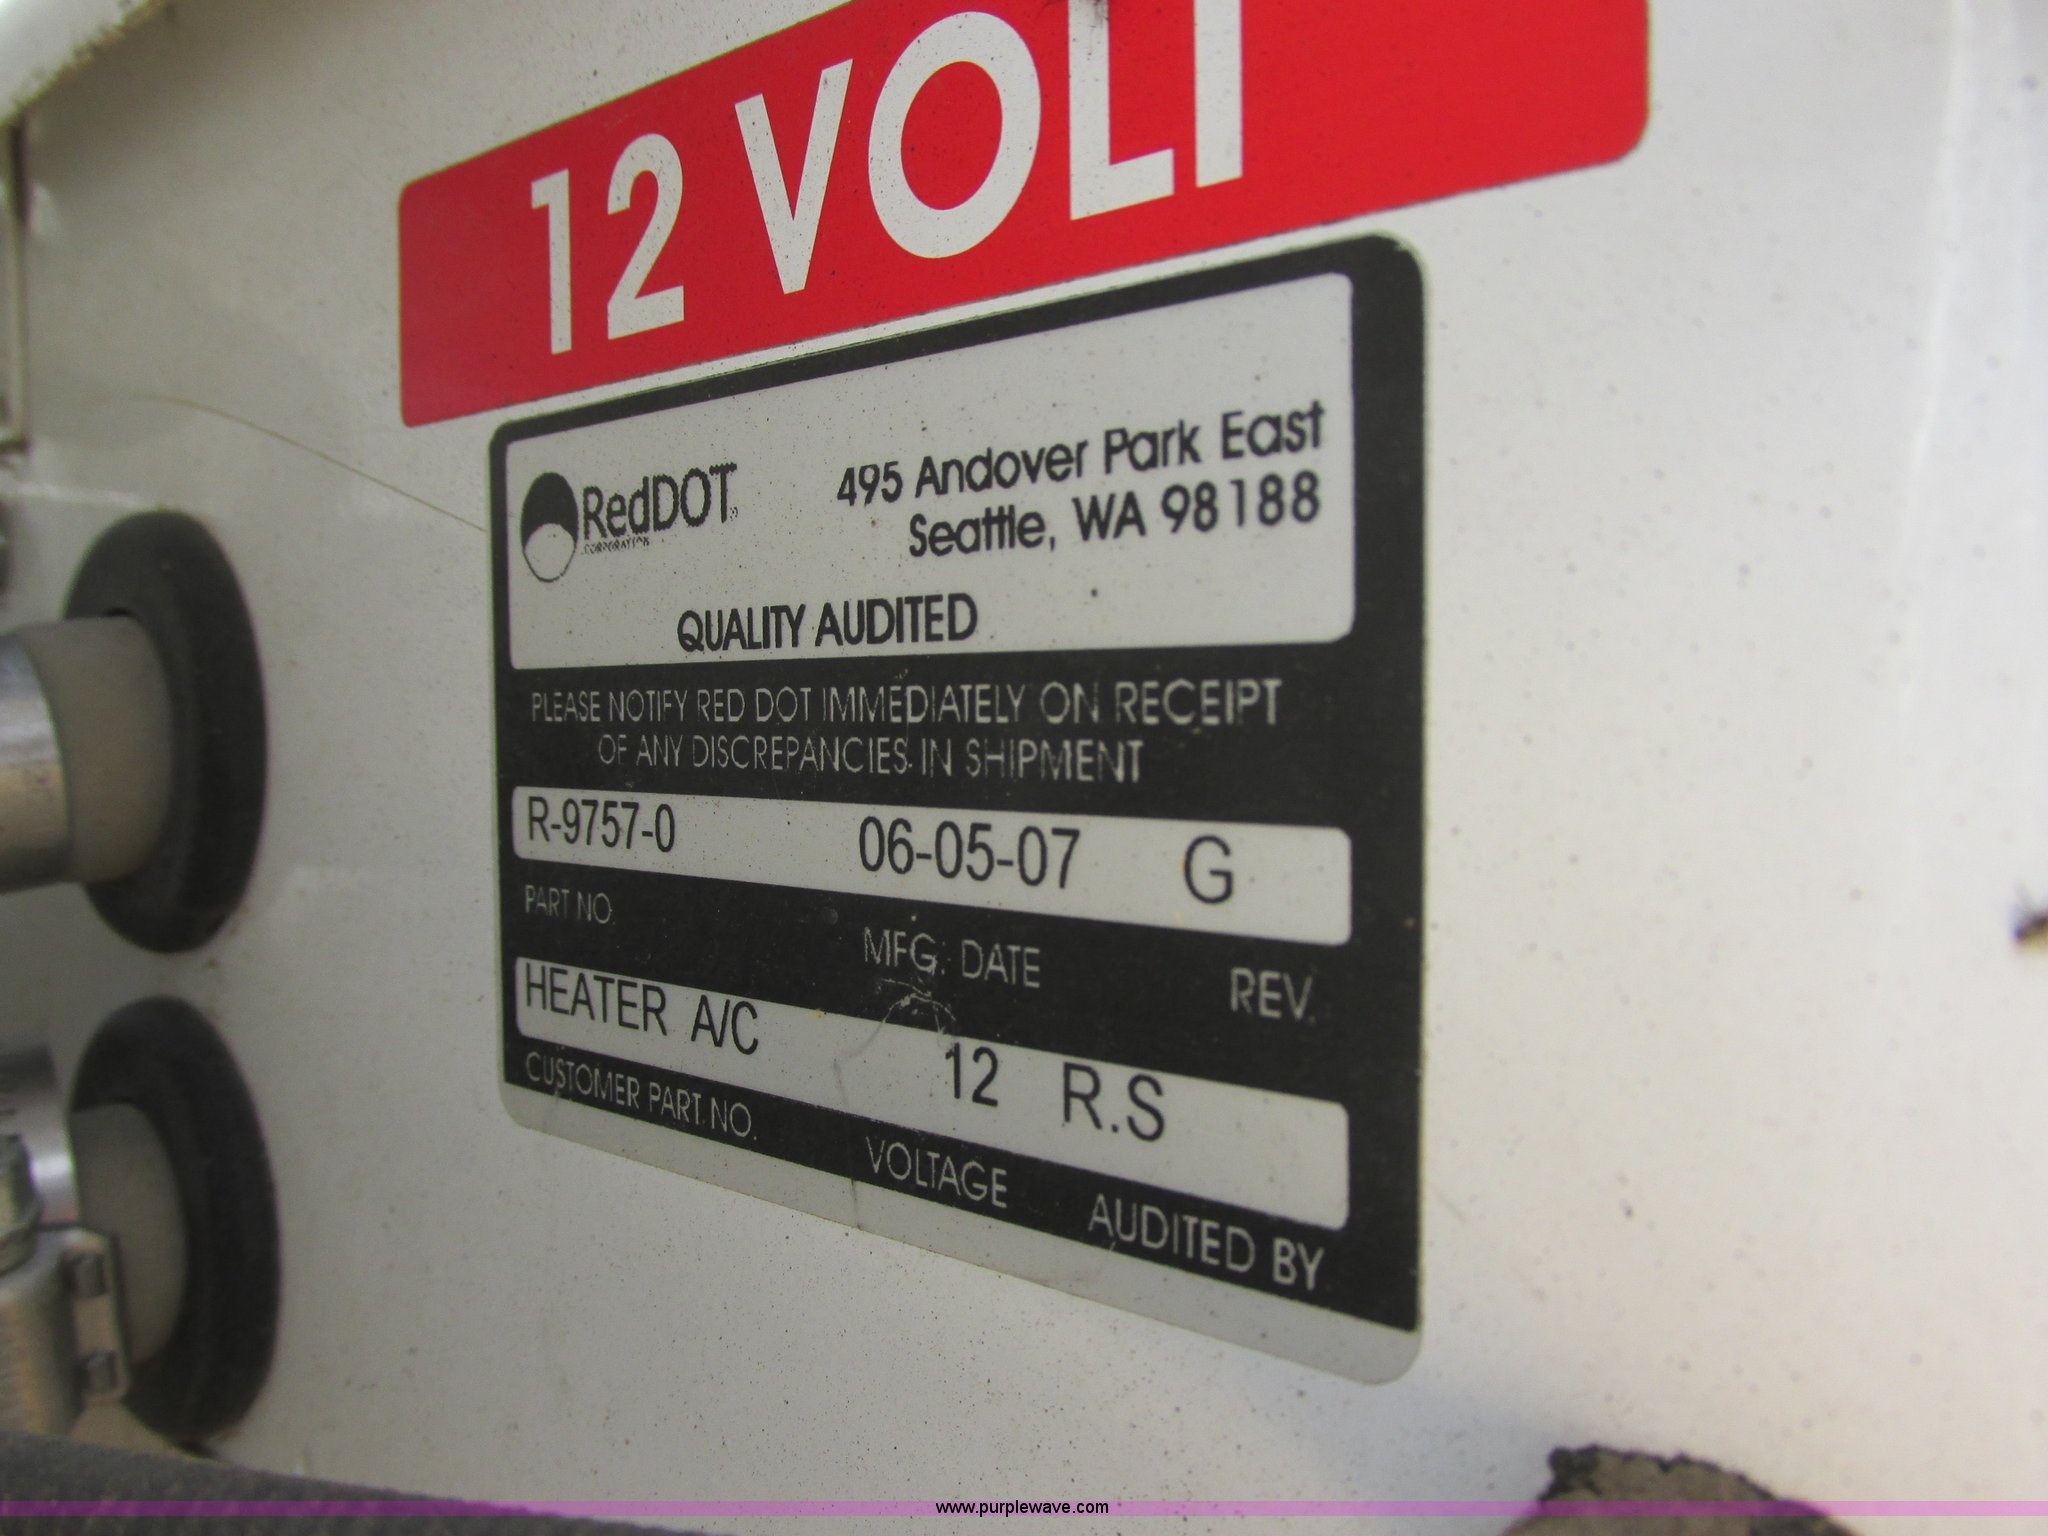 12 VOLT
RedDOT
CORPORATION
495 Andover Park East
Seattle, WA 98188
QUALITY AUDITED
PLEASE NOTIFY RED DOT IMMEDIATELY ON RECEIPT
OF ANY DISCREPANCIES IN SHIPMENT
R-9757-0 06-05-07 G
PART NO. MFG. DATE REV.
HEATER A/C 12 R.S
CUSTOMER PART NO. VOLTAGE AUDITED BY
www.purplewave.com